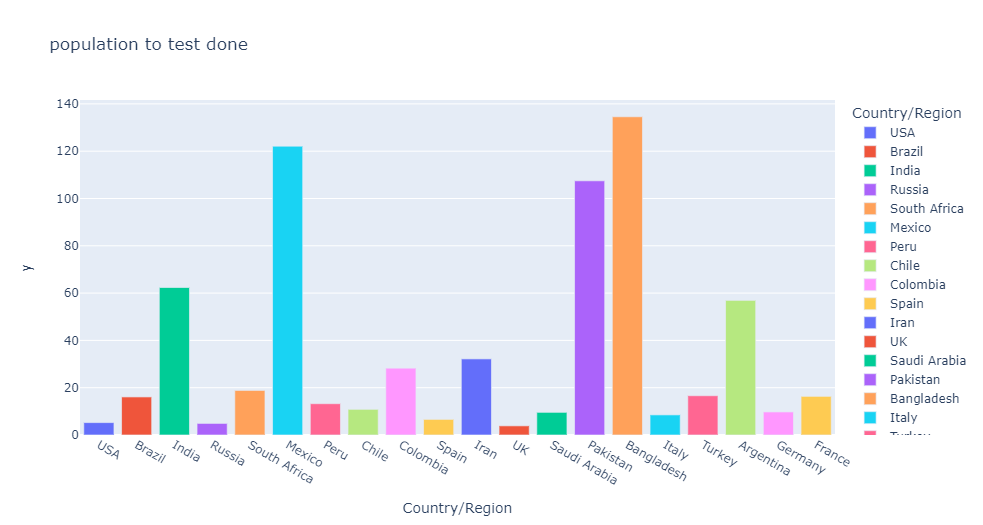 population to test done
140
120
100
80
60
40
20
0
y
USA
Brazil
India
Russia
South Africa
Mexico
Peru
Chile
Colombia
Spain
Iran
UK
Saudi Arabia
Pakistan
Bangladesh
Italy
Turkey
Argentina
Germany
France
Country/Region
Country/Region
USA
Brazil
India
Russia
South Africa
Mexico
Peru
Chile
Colombia
Spain
Iran
UK
Saudi Arabia
Pakistan
Bangladesh
Italy
Turkey